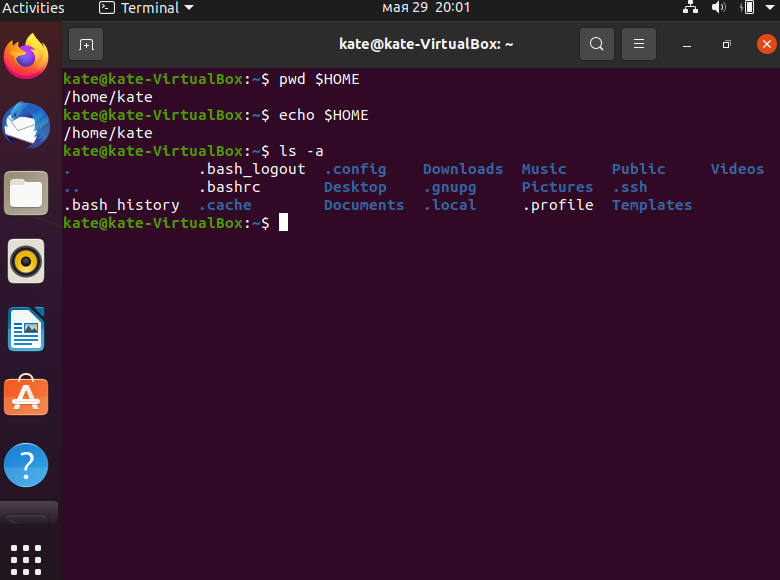 Activities Terminal мая 29 20:01
kate@kate-VirtualBox: ~
kate@kate-VirtualBox:~$ pwd $HOME
/home/kate
kate@kate-VirtualBox:~$ echo $HOME
/home/kate
kate@kate-VirtualBox:~$ ls -a
. .bash_logout .config Downloads Music Public Videos
.. .bashrc Desktop .gnupg Pictures .ssh
.bash_history .cache Documents .local .profile Templates
kate@kate-VirtualBox:~$